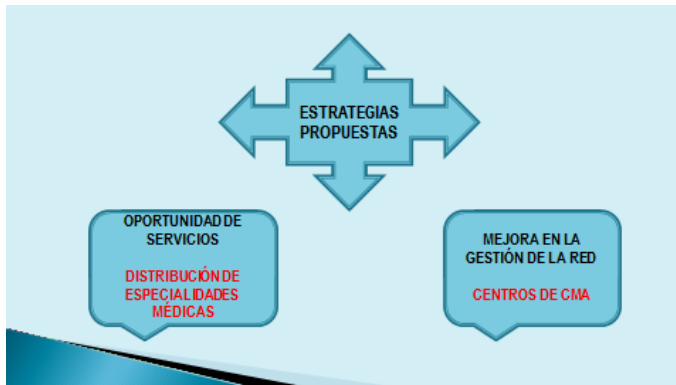 ESTRATEGIAS
PROPUESTAS
OPORTUNIDAD DE
SERVICIOS
DISTRIBUCIÓN DE
ESPECIALIDADES
MÉDICAS
MEJORA EN LA
GESTIÓN DE LA RED
CENTROS DE CMA